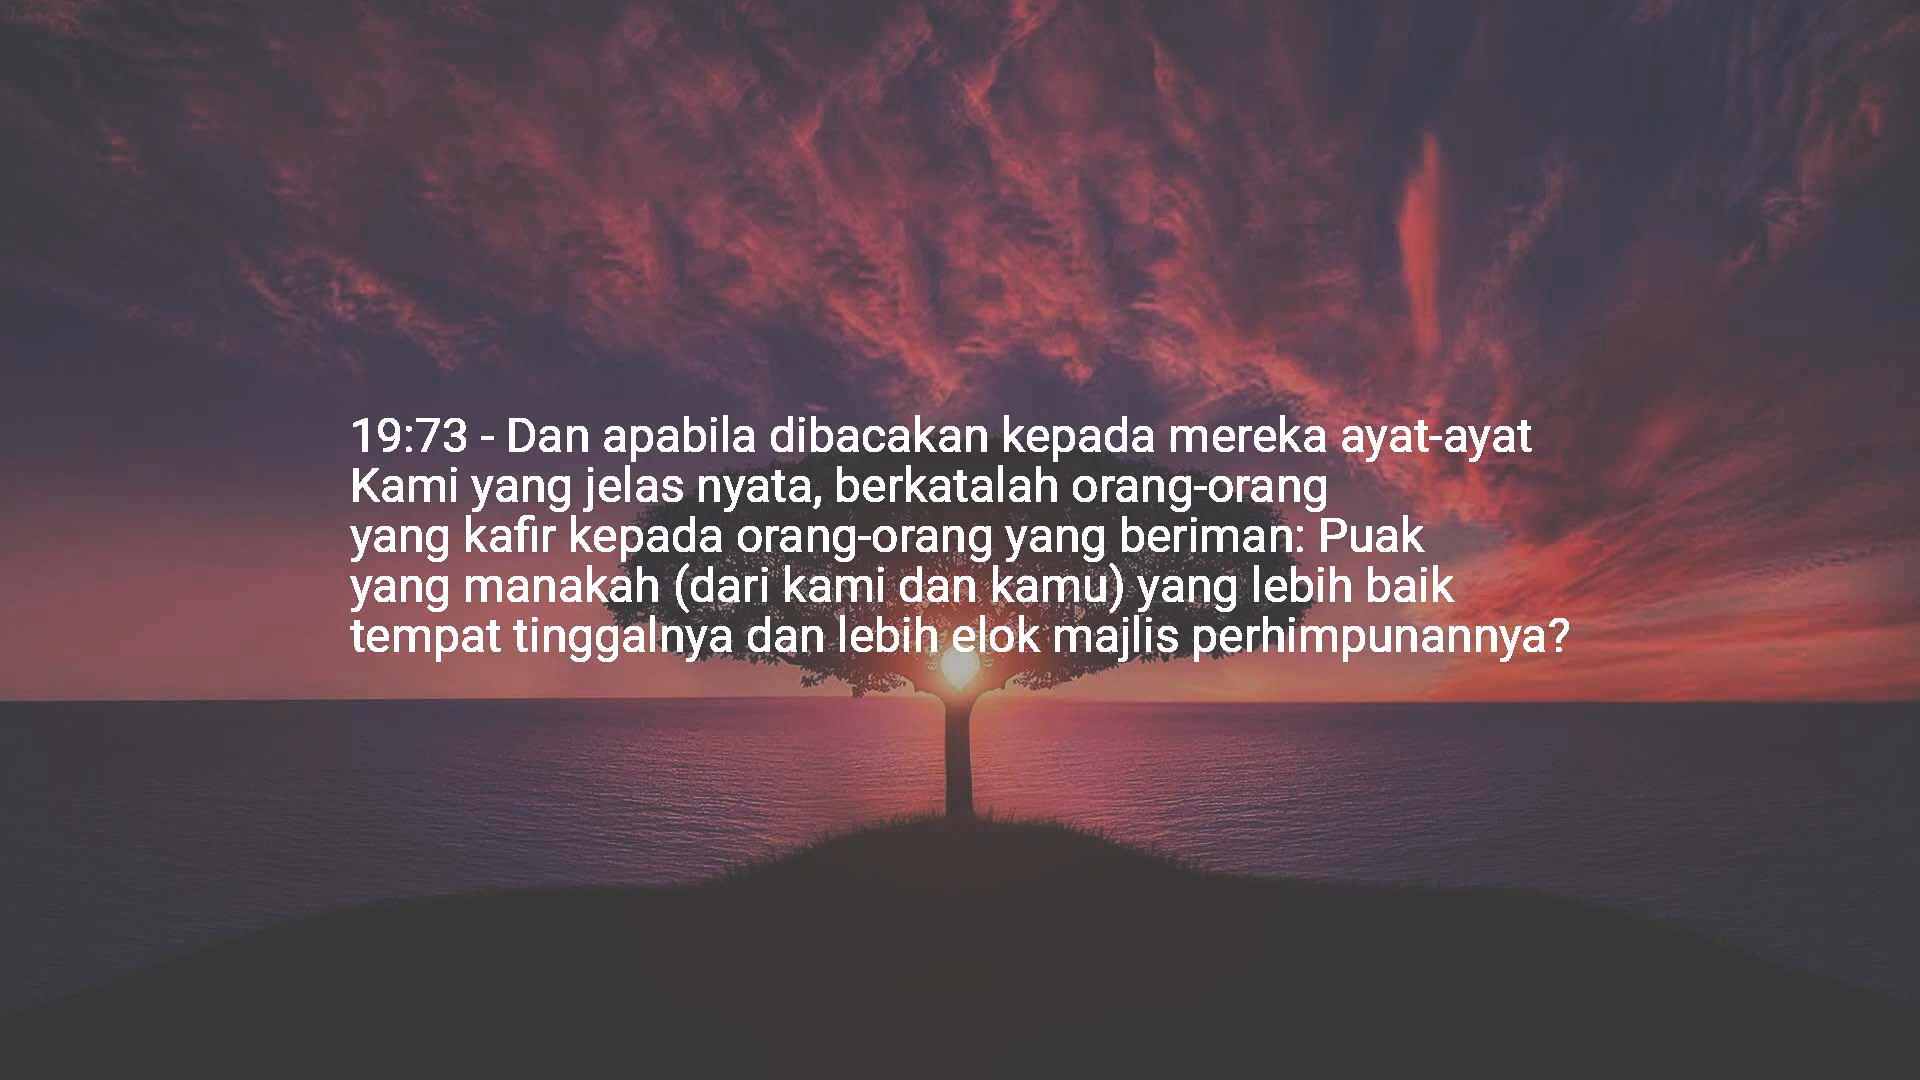 19:73 - Dan apabila dibacakan kepada mereka ayat-ayat
Kami yang jelas nyata, berkatalah orang-orang
yang kafir kepada orang-orang yang beriman: Puak
yang manakah (dari kami dan kamu) yang lebih baik
tempat tinggalnya dan lebih elok majlis perhimpunannya?